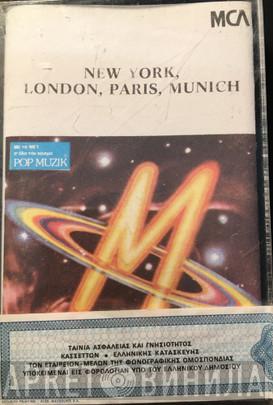 MCA
NEW YORK,
LONDON, PARIS, MUNICH
POP MUZIK
M
ΤΑΙΝΙΑ ΑΣΦΑΛΕΙΑΣ ΚΑΙ ΓΝΗΣΙΟΤΗΤΟΣ
ΚΑΣΣΕΤΤΩΝ • ΕΛΛΗΝΙΚΗΣ ΚΑΤΑΣΚΕΥΗΣ
ΤΩΝ ΕΤΑΙΡΕΙΩΝ-ΜΕΛΩΝ ΤΗΣ ΦΩΝΟΓΡΑΦΙΚΗΣ ΟΜΟΣΠΟΝΔΙΑΣ
ΥΠΟΚΕΙΜΕΝΑΙ ΕΙΣ ΦΟΡΟΛΟΓΙΑΝ ΥΠΟ ΤΟΥ ΕΛΛΗΝΙΚΟΥ ΔΗΜΟΣΙΟΥ